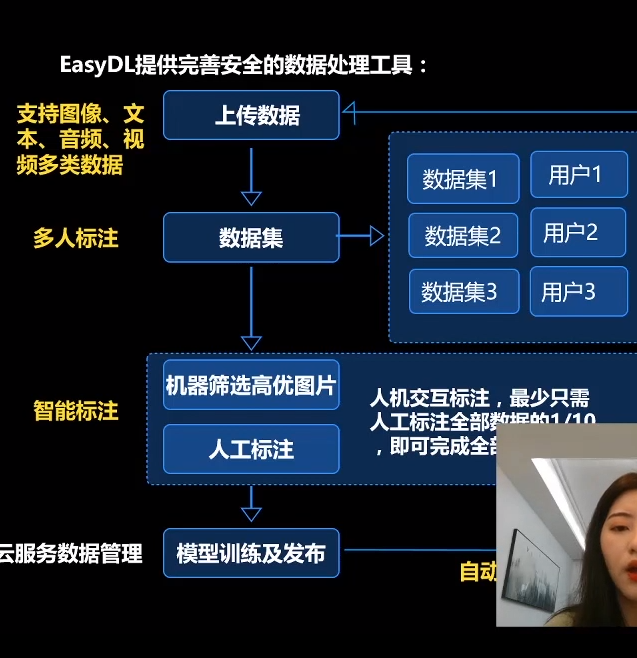 EasyDL提供完善安全的数据处理工具：
支持图像、文
本、音频、视
频多类数据
上传数据
数据集1
用户1
多人标注
数据集
数据集2
用户2
数据集3
用户3
智能标注
机器筛选高优图片
人工标注
人机交互标注，最少只需
人工标注全部数据的1/10
，即可完成全
云服务数据管理
模型训练及发布
自动